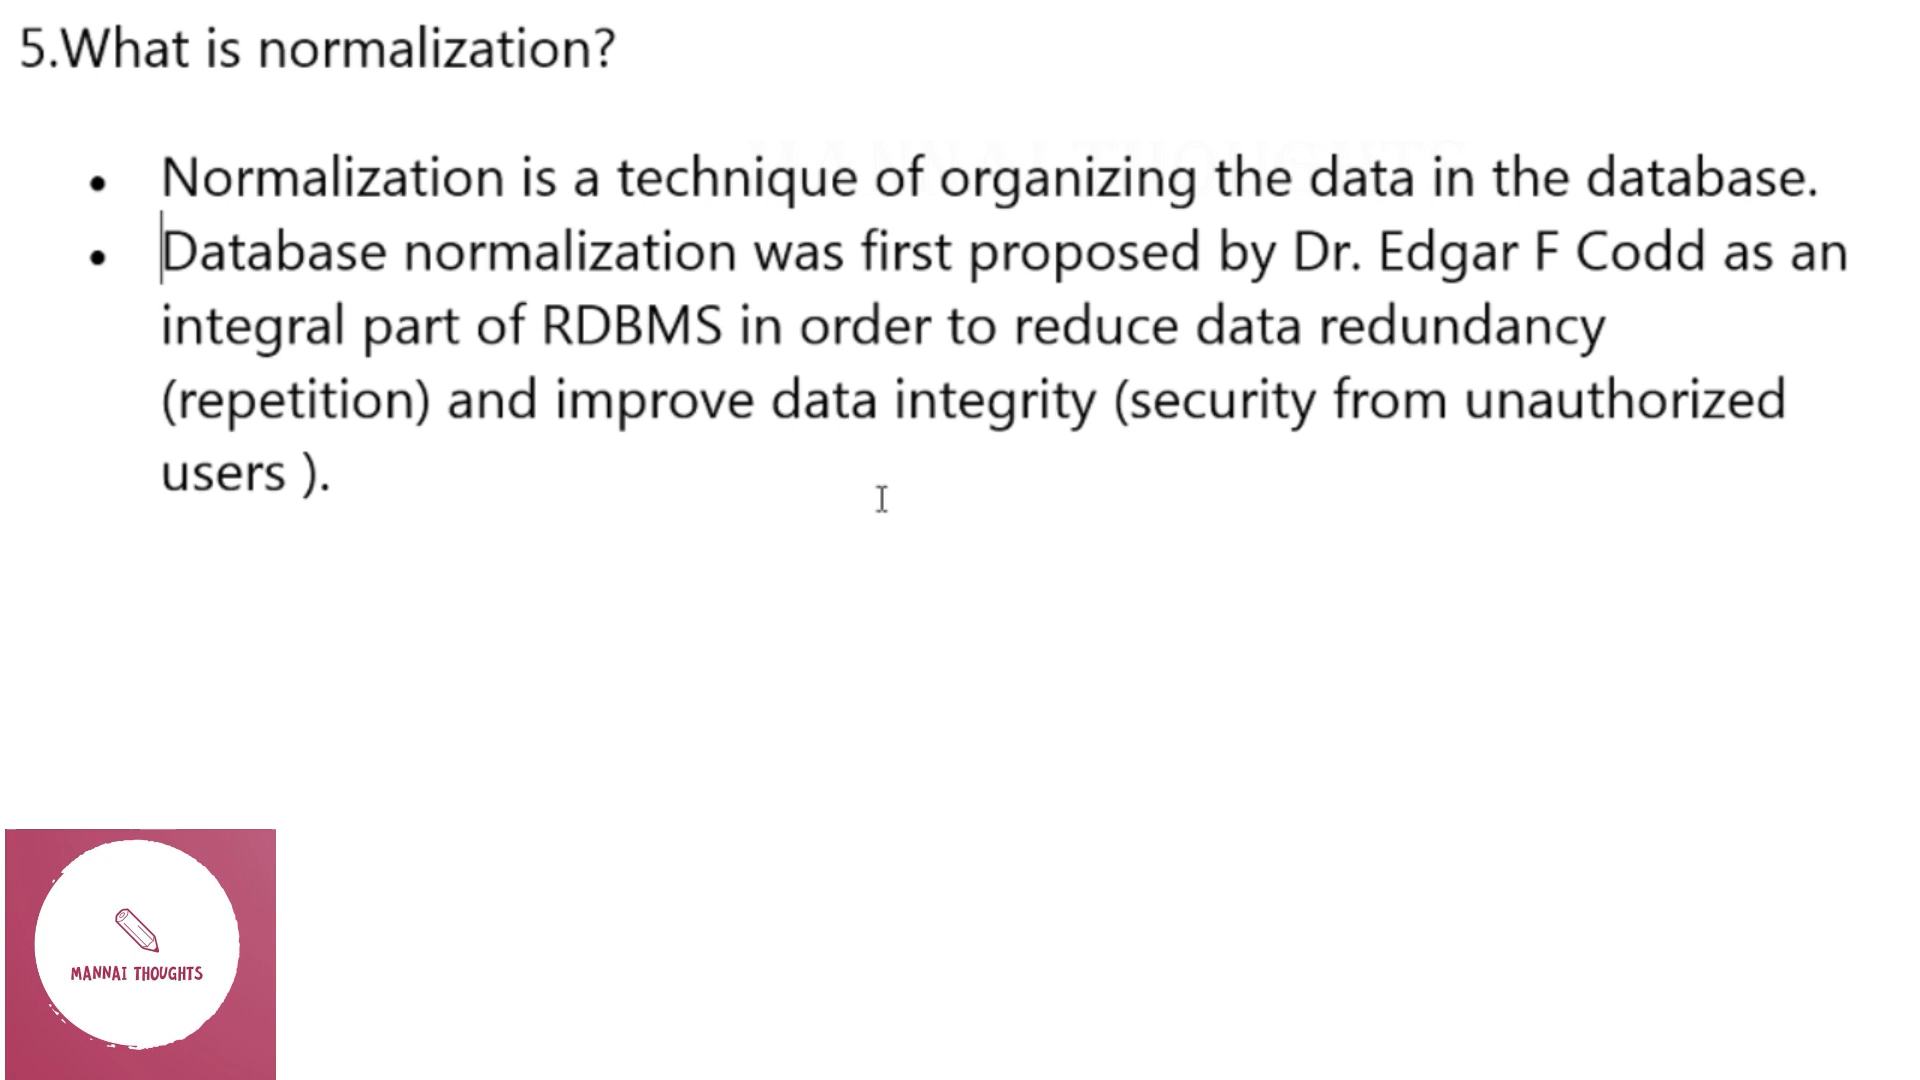 5.What is normalization?
• Normalization is a technique of organizing the data in the database.
• Database normalization was first proposed by Dr. Edgar F Codd as an
integral part of RDBMS in order to reduce data redundancy
(repetition) and improve data integrity (security from unauthorized
users ).
MANNAI THOUGHTS
MANNAI THOUGHTS